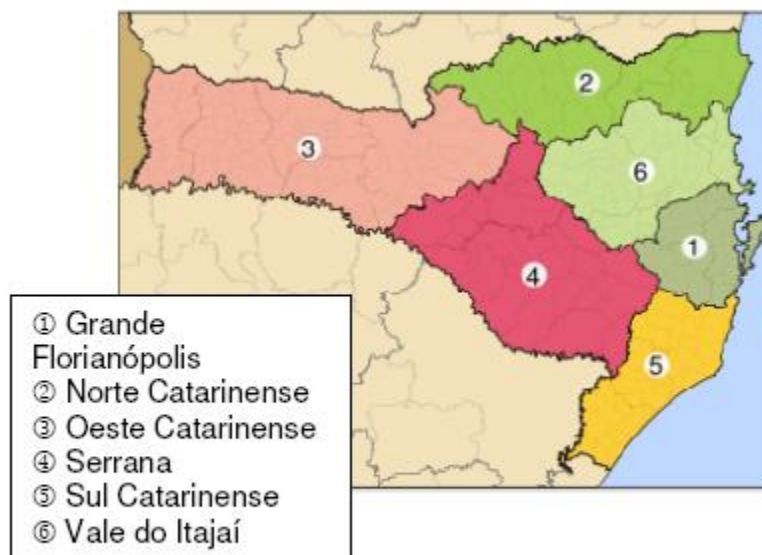 2
3
6
1
4
5
① Grande
Florianópolis
② Norte Catarinense
③ Oeste Catarinense
④ Serrana
⑤ Sul Catarinense
⑥ Vale do Itajaí